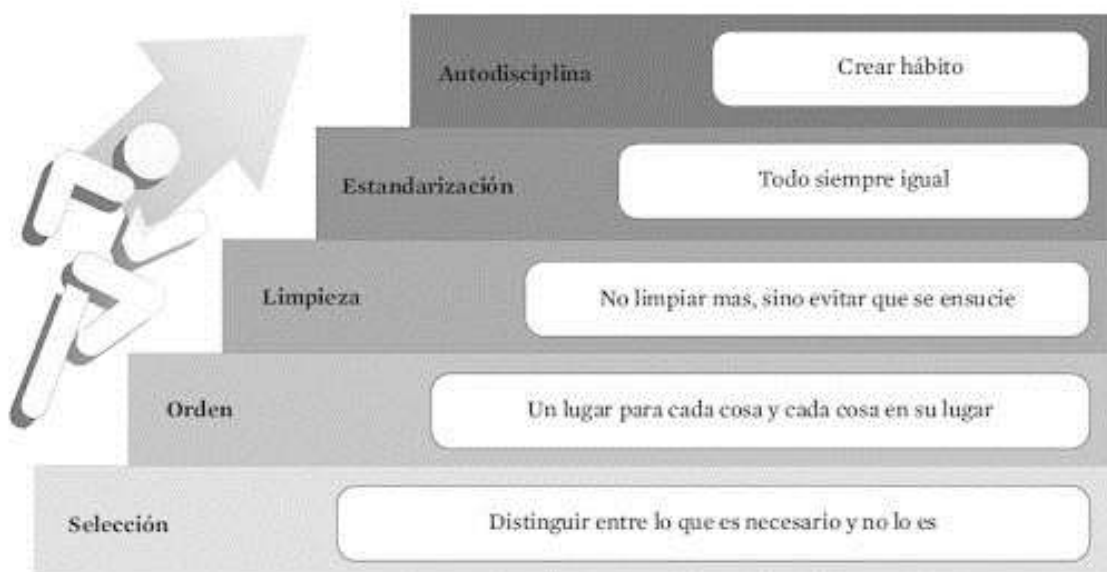 Autodisciplina
Crear hábito
Estandarización
Todo siempre igual
Limpieza
No limpiar mas, sino evitar que se ensucie
Orden
Un lugar para cada cosa y cada cosa en su lugar
Selección
Distinguir entre lo que es necesario y no lo es